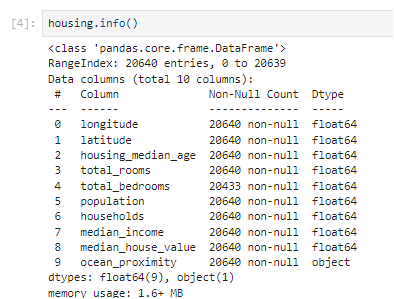 [4]: housing.info()
<class 'pandas.core.frame.DataFrame'>
RangeIndex: 20640 entries, 0 to 20639
Data columns (total 10 columns):
 #   Column              Non-Null Count  Dtype
---  ------              --------------  -----
 0   longitude           20640 non-null  float64
 1   latitude            20640 non-null  float64
 2   housing_median_age  20640 non-null  float64
 3   total_rooms         20640 non-null  float64
 4   total_bedrooms      20433 non-null  float64
 5   population          20640 non-null  float64
 6   households          20640 non-null  float64
 7   median_income       20640 non-null  float64
 8   median_house_value  20640 non-null  float64
 9   ocean_proximity     20640 non-null  object
dtypes: float64(9), object(1)
memory usage: 1.6+ MB